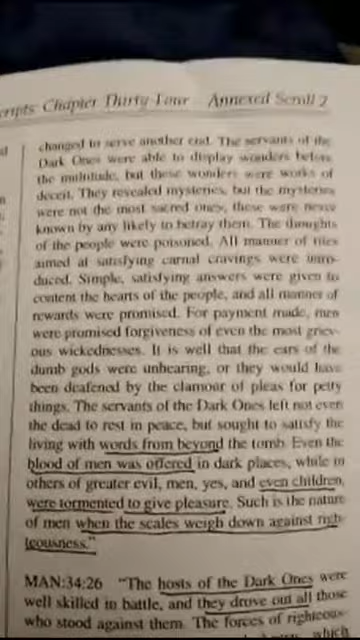 cripts Chapter Thirty Four Annexed Scroll 2
changed to serve another end. The servants of the
Dark Ones were able to display wonders before
the multitude, but these wonders were works of
deceit. They revealed mysteries, but the mysteries
were not the most sacred ones, these were never
known by any likely to betray them. The thoughts
of the people were poisoned. All manner of rites
aimed at satisfying carnal cravings were intro-
duced. Simple, satisfying answers were given to
content the hearts of the people, and all manner of
rewards were promised. For payment made, men
were promised forgiveness of even the most griev-
ous wickednesses. It is well that the ears of the
dumb gods were unhearing, or they would have
been deafened by the clamour of pleas for petty
things. The servants of the Dark Ones left not even
the dead to rest in peace, but sought to satisfy the
living with words from beyond the tomb. Even the
blood of men was offered in dark places, while in
others of greater evil, men, yes, and even children,
were tormented to give pleasure. Such is the nature
of men when the scales weigh down against righ-
teousness."
MAN:34:26 "The hosts of the Dark Ones were
well skilled in battle, and they drove out all those
who stood against them. The forces of righteous-
which